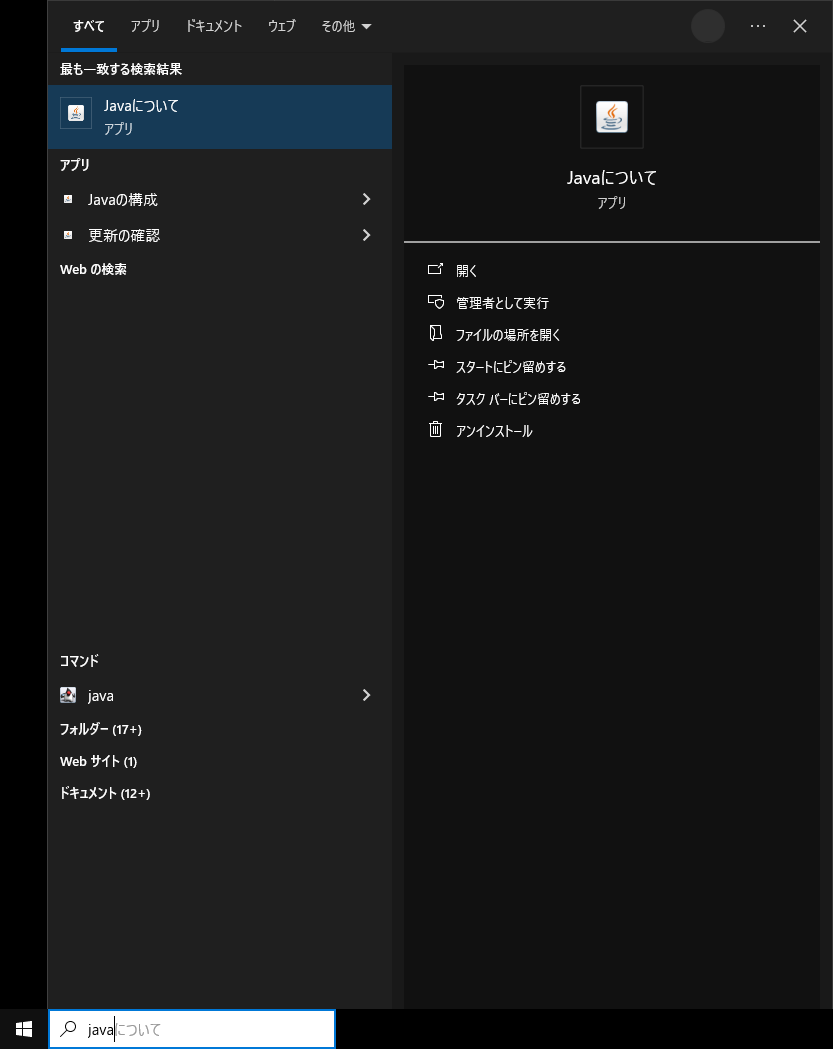 すべて アプリ ドキュメント ウェブ その他
最も一致する検索結果
Javaについて
アプリ
アプリ
Javaの構成
更新の確認
Web の検索
コマンド
java
フォルダー (17+)
Web サイト (1)
ドキュメント (12+)
Javaについて
アプリ
開く
管理者として実行
ファイルの場所を開く
スタートにピン留めする
タスク バーにピン留めする
アンインストール
javaについて